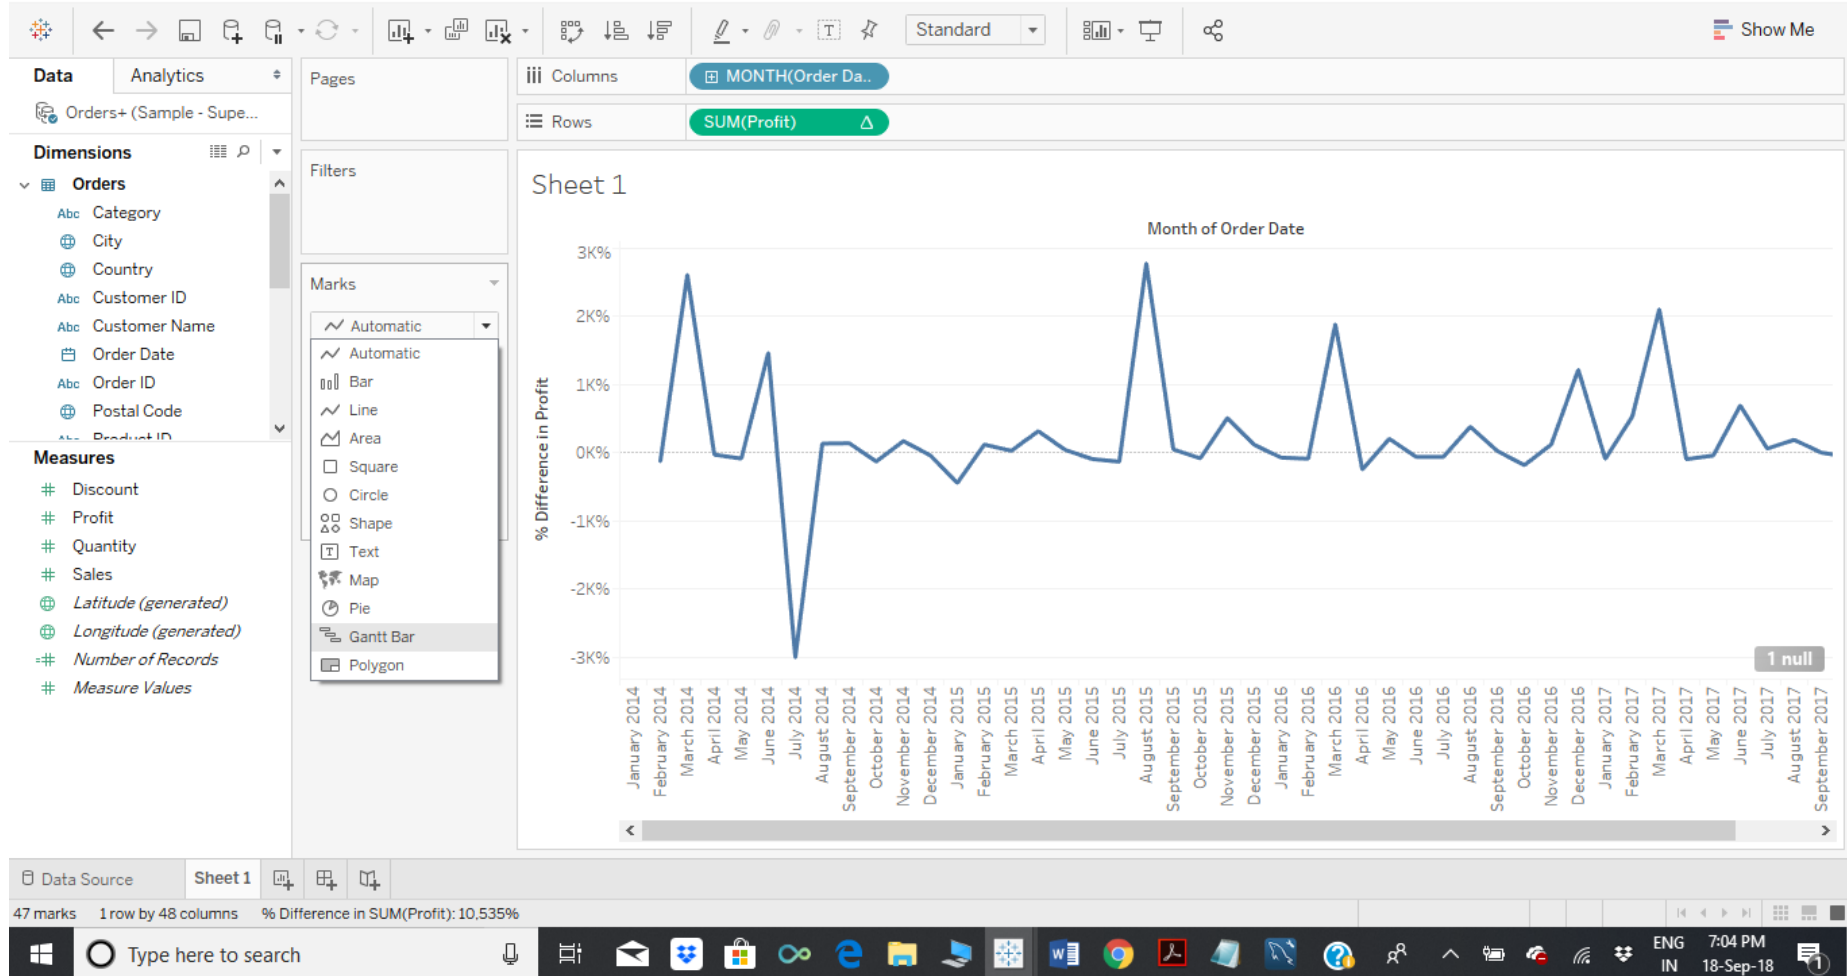 Standard
Show Me
Data
Analytics
Pages
Columns
MONTH(Order Da..
Orders+ (Sample - Supe...
Rows
SUM(Profit)
Dimensions
Filters
Orders
Abc Category
City
Country
Abc Customer ID
Abc Customer Name
Order Date
Abc Order ID
Postal Code
Abc Product ID
Measures
Discount
Profit
Quantity
Sales
Latitude (generated)
Longitude (generated)
=# Number of Records
# Measure Values
Marks
Automatic
Automatic
Bar
Line
Area
Square
Circle
Shape
Text
Map
Pie
Gantt Bar
Polygon
Sheet 1
Month of Order Date
% Difference in Profit
3K%
2K%
1K%
0K%
-1K%
-2K%
-3K%
1 null
January 2014
February 2014
March 2014
April 2014
May 2014
June 2014
July 2014
August 2014
September 2014
October 2014
November 2014
December 2014
January 2015
February 2015
March 2015
April 2015
May 2015
June 2015
July 2015
August 2015
September 2015
October 2015
November 2015
December 2015
January 2016
February 2016
March 2016
April 2016
May 2016
June 2016
July 2016
August 2016
September 2016
October 2016
November 2016
December 2016
January 2017
February 2017
March 2017
April 2017
May 2017
June 2017
July 2017
August 2017
September 2017
Data Source
Sheet 1
47 marks 1 row by 48 columns % Difference in SUM(Profit): 10,535%
Type here to search
ENG
IN
7:04 PM
18-Sep-18
1